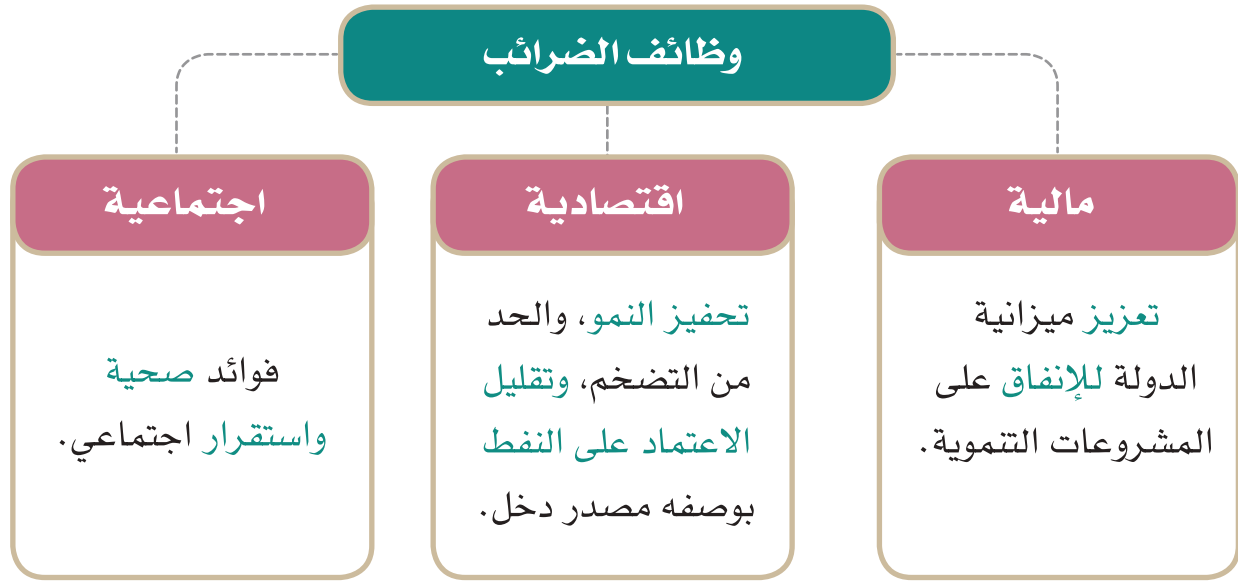 وظائف الضرائب
مالية
تعزيز ميزانية
الدولة للإنفاق على
المشروعات التنموية.
اقتصادية
تحفيز النمو، والحد
من التضخم، وتقليل
الاعتماد على النفط
بوصفه مصدر دخل.
اجتماعية
فوائد صحية
واستقرار اجتماعي.